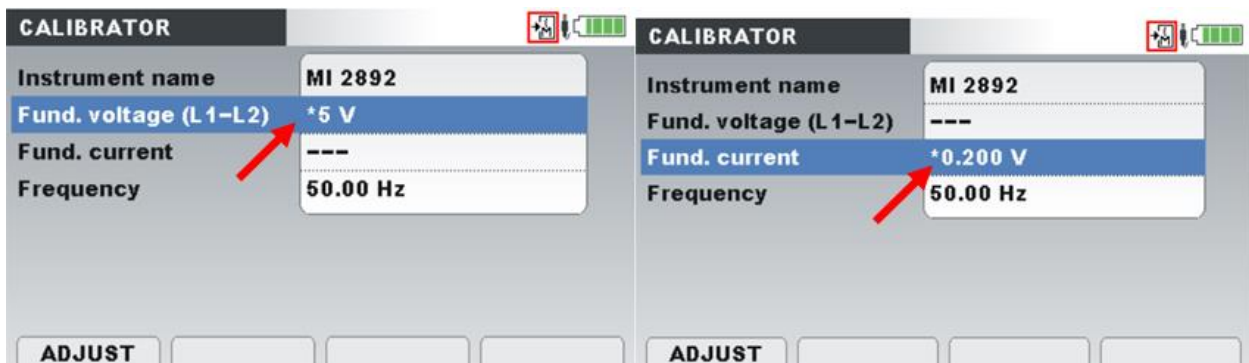 CALIBRATOR
Instrument name MI 2892
Fund. voltage (L1-L2) *5 V
Fund. current ---
Frequency 50.00 Hz
ADJUST
CALIBRATOR
Instrument name MI 2892
Fund. voltage (L1-L2) ---
Fund. current *0.200 V
Frequency 50.00 Hz
ADJUST